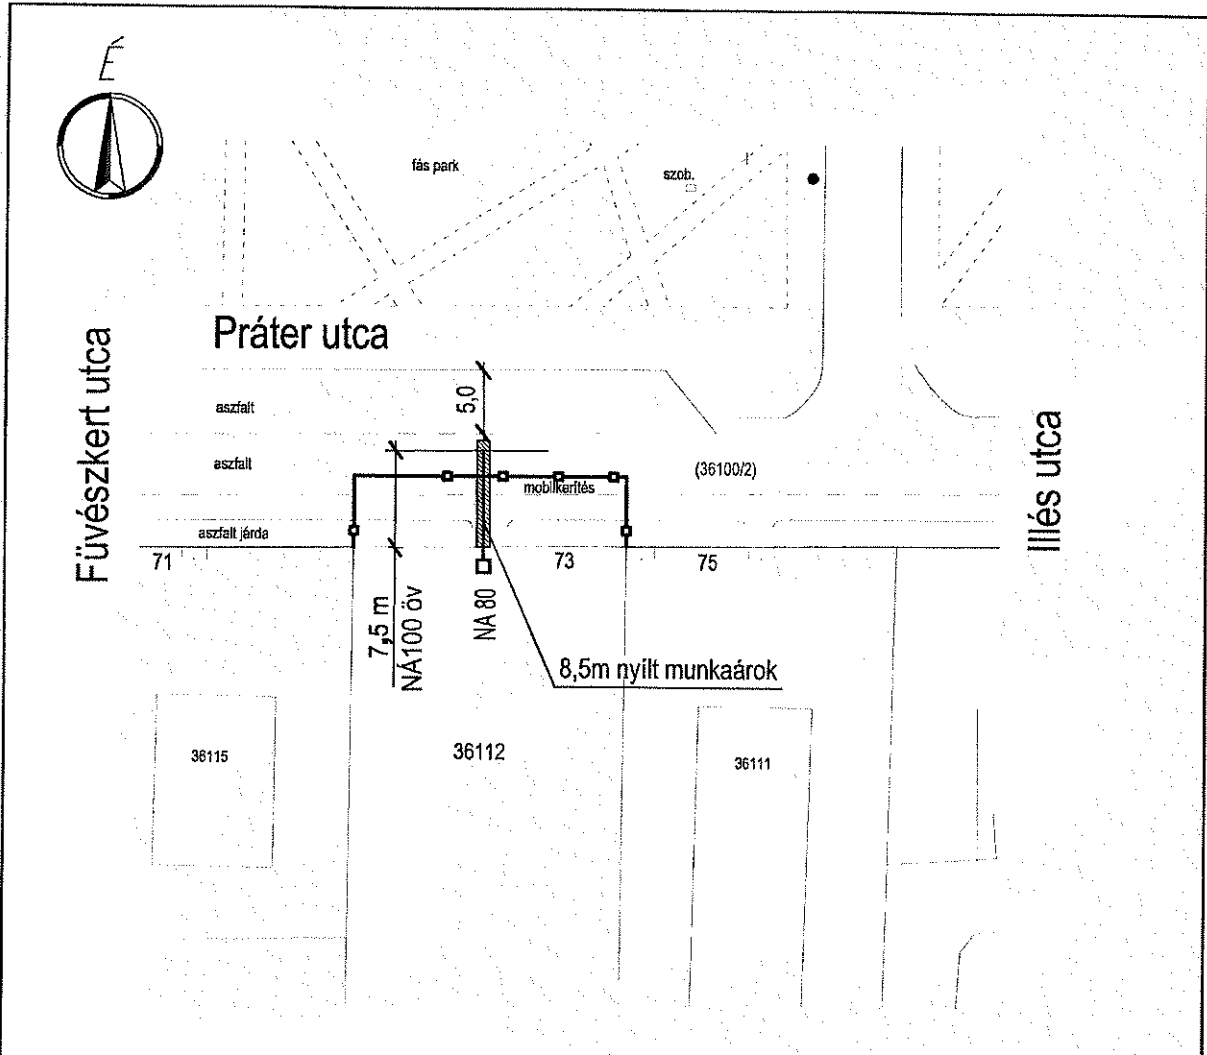 É
fás park
szob.
Práter utca
Füvészkert utca
aszfalt
5,0
aszfalt
(36100/2)
mobilkerítés
Illés utca
aszfalt járda
71
73
75
7,5 m
NÁ100 öv
NA 80
8,5m nyílt munkaárok
36115
36112
36111